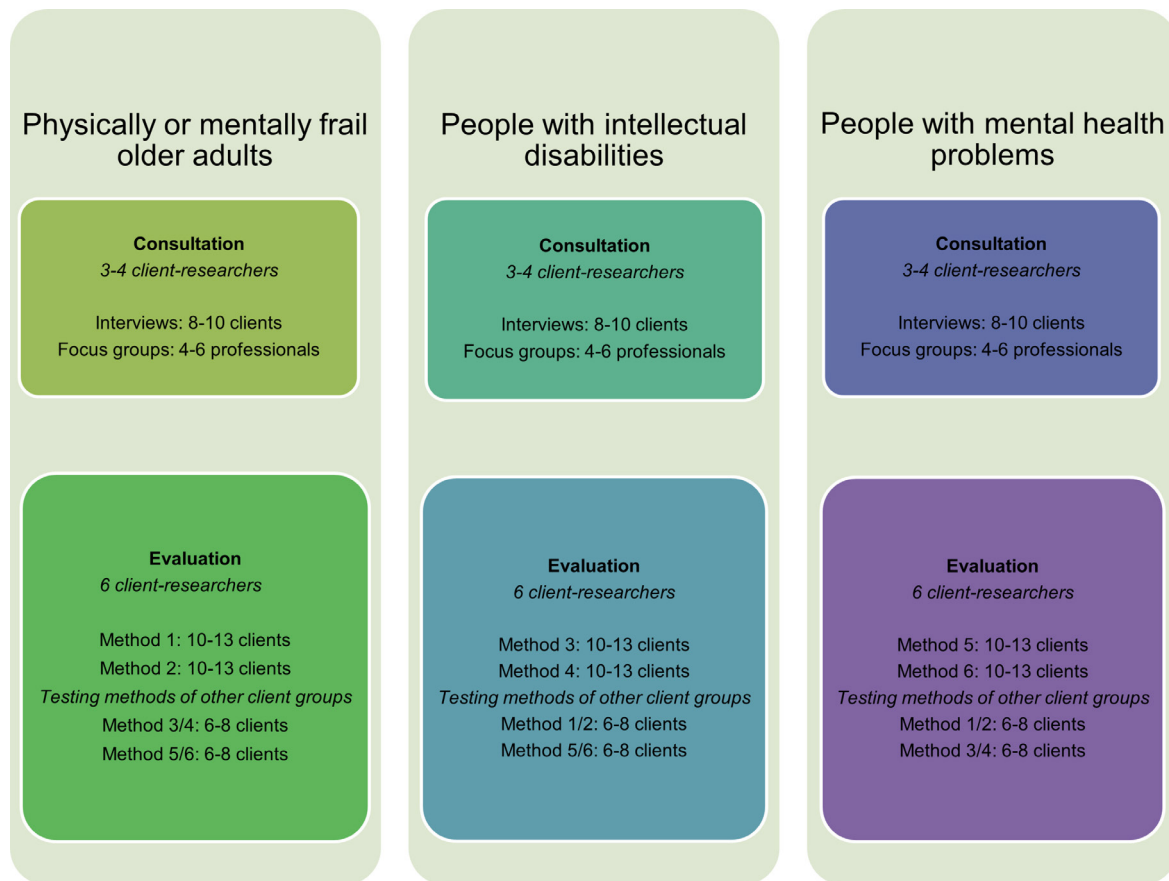 Physically or mentally frail
older adults
Consultation
3-4 client-researchers
Interviews: 8-10 clients
Focus groups: 4-6 professionals
Evaluation
6 client-researchers
Method 1: 10-13 clients
Method 2: 10-13 clients
Testing methods of other client groups
Method 3/4: 6-8 clients
Method 5/6: 6-8 clients
People with intellectual
disabilities
Consultation
3-4 client-researchers
Interviews: 8-10 clients
Focus groups: 4-6 professionals
Evaluation
6 client-researchers
Method 3: 10-13 clients
Method 4: 10-13 clients
Testing methods of other client groups
Method 1/2: 6-8 clients
Method 5/6: 6-8 clients
People with mental health
problems
Consultation
3-4 client-researchers
Interviews: 8-10 clients
Focus groups: 4-6 professionals
Evaluation
6 client-researchers
Method 5: 10-13 clients
Method 6: 10-13 clients
Testing methods of other client groups
Method 1/2: 6-8 clients
Method 3/4: 6-8 clients